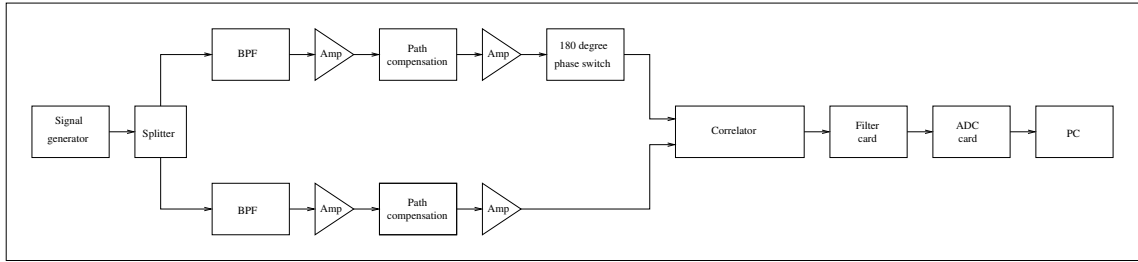 BPF
Amp
Path
compensation
Amp
180 degree
phase switch
Signal
generator
Splitter
Correlator
Filter
card
ADC
card
PC
BPF
Amp
Path
compensation
Amp